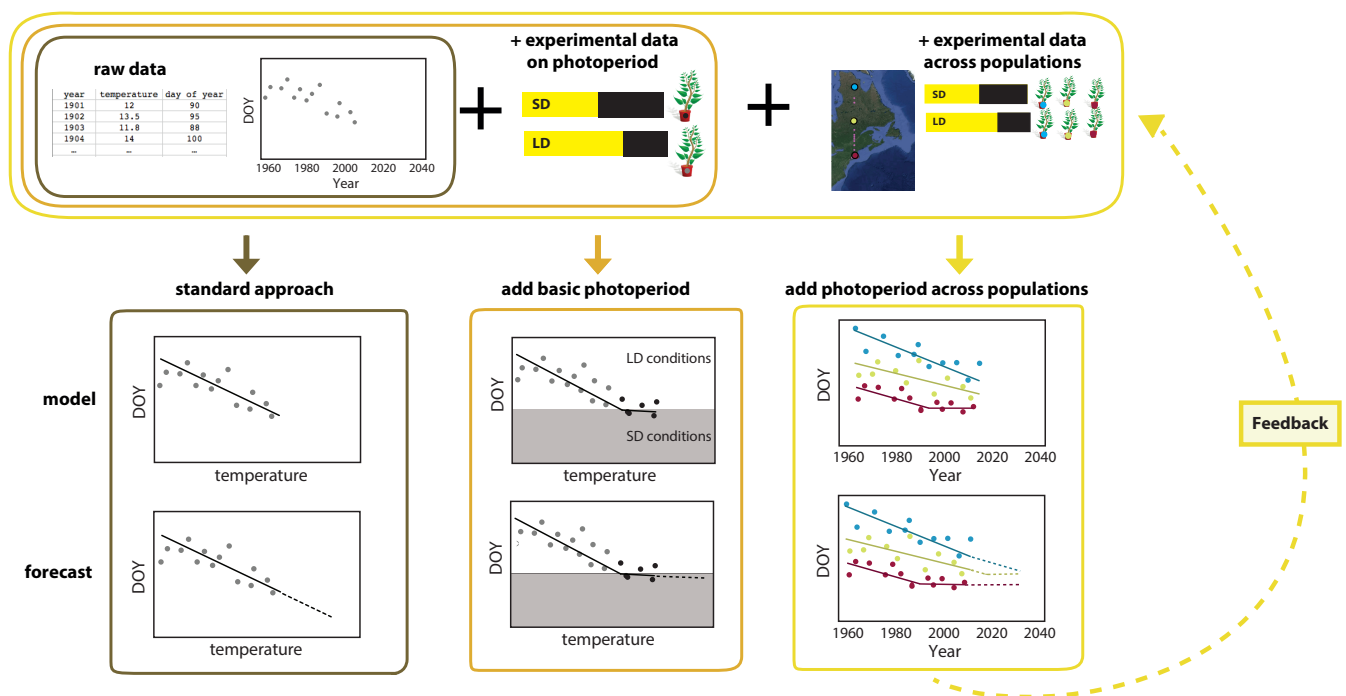 raw data
year temperature day of year
1901 12 90
1902 13.5 95
1903 11.8 88
1904 14 100
... ... ...
DOY
1960 1980 2000 2020 2040
Year
+ experimental data
on photoperiod
SD
LD
+ experimental data
across populations
SD
LD
standard approach
add basic photoperiod
add photoperiod across populations
model
DOY
temperature
DOY
LD conditions
SD conditions
temperature
DOY
1960 1980 2000 2020 2040
Year
Feedback
forecast
DOY
temperature
DOY
temperature
DOY
1960 1980 2000 2020 2040
Year